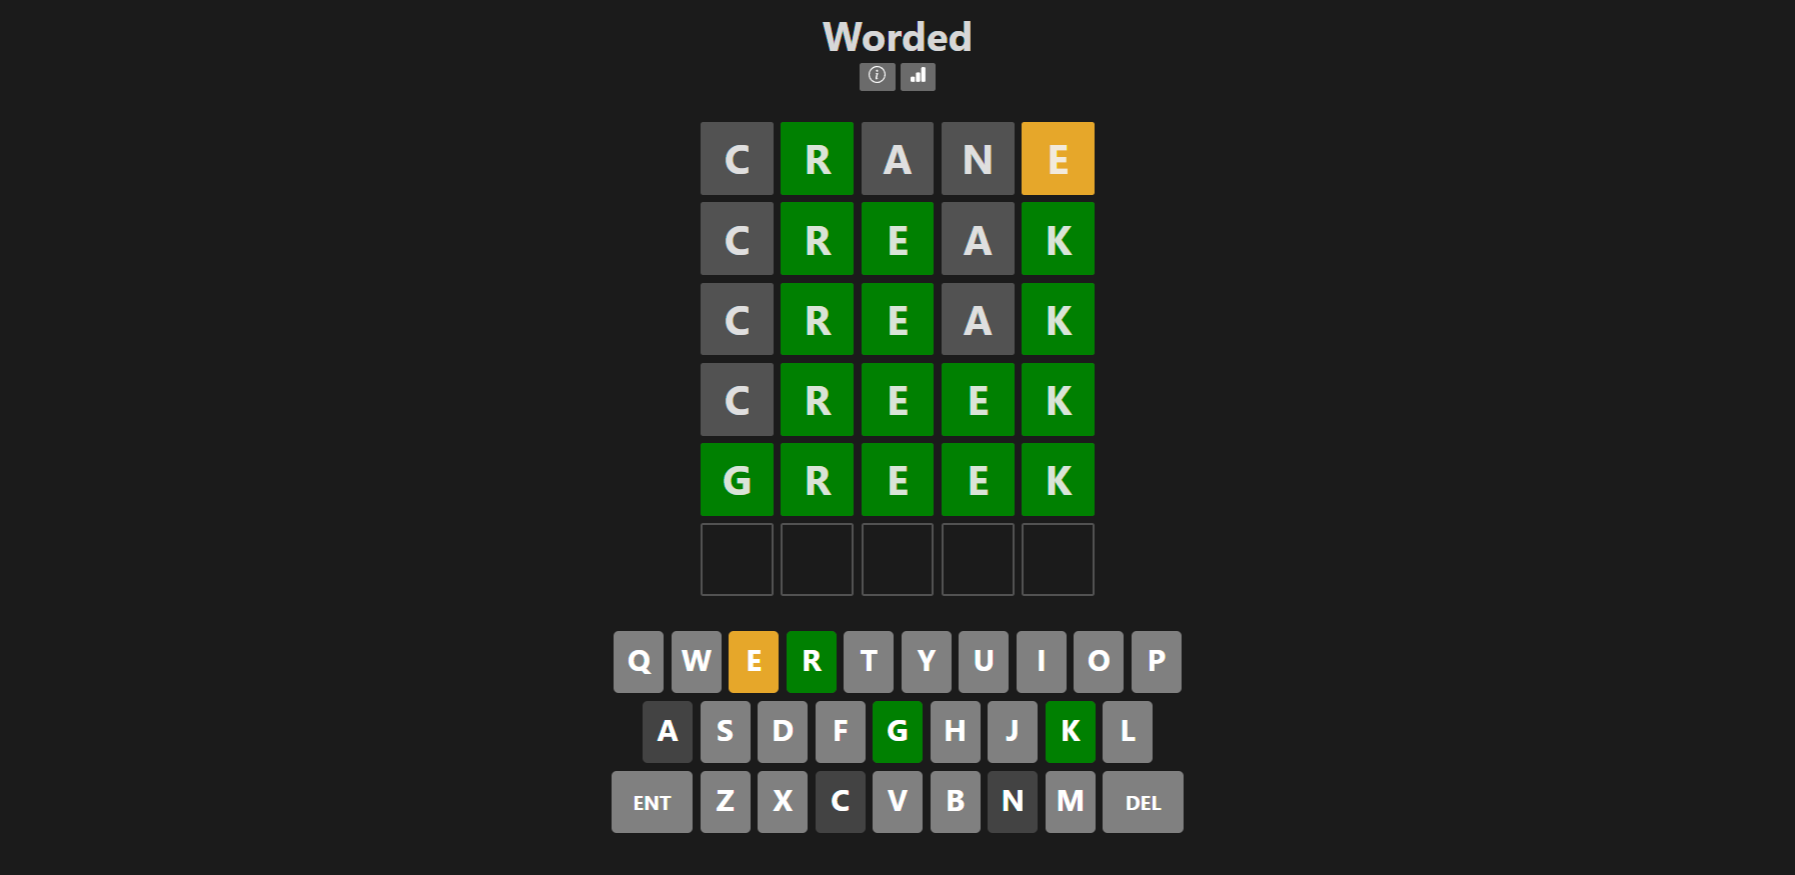 Worded
C R A N E
C R E A K
C R E A K
C R E E K
G R E E K
Q W E R T Y U I O P
A S D F G H J K L
ENT Z X C V B N M DEL